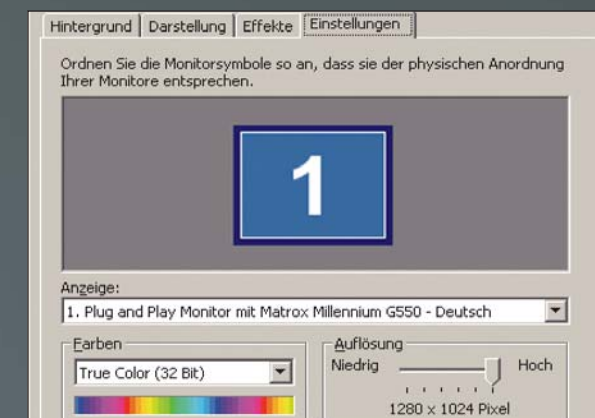 Hintergrund Darstellung Effekte Einstellungen
Ordnen Sie die Monitorsymbole so an, dass sie der physischen Anordnung
Ihrer Monitore entsprechen.
1
Anzeige:
1. Plug and Play Monitor mit Matrox Millennium G550 - Deutsch
Farben
Auflösung
True Color (32 Bit)
Niedrig Hoch
1280 x 1024 Pixel